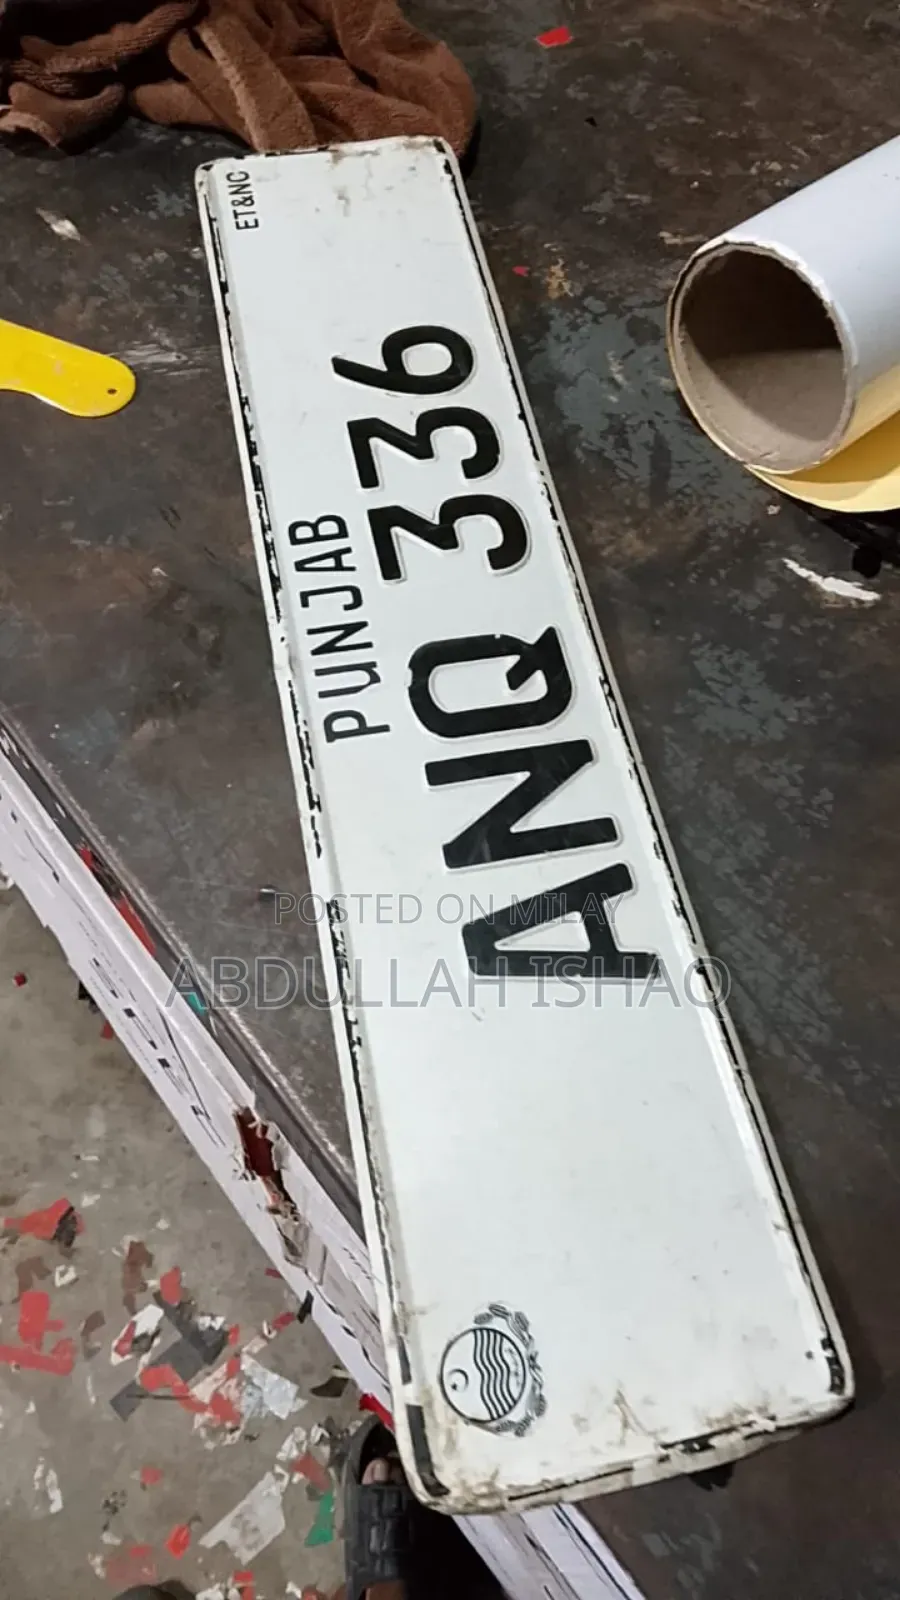 ET&NC
PUNJAB
ANQ 336
POSTED ON MILAY
ABDULLAH ISHAQ